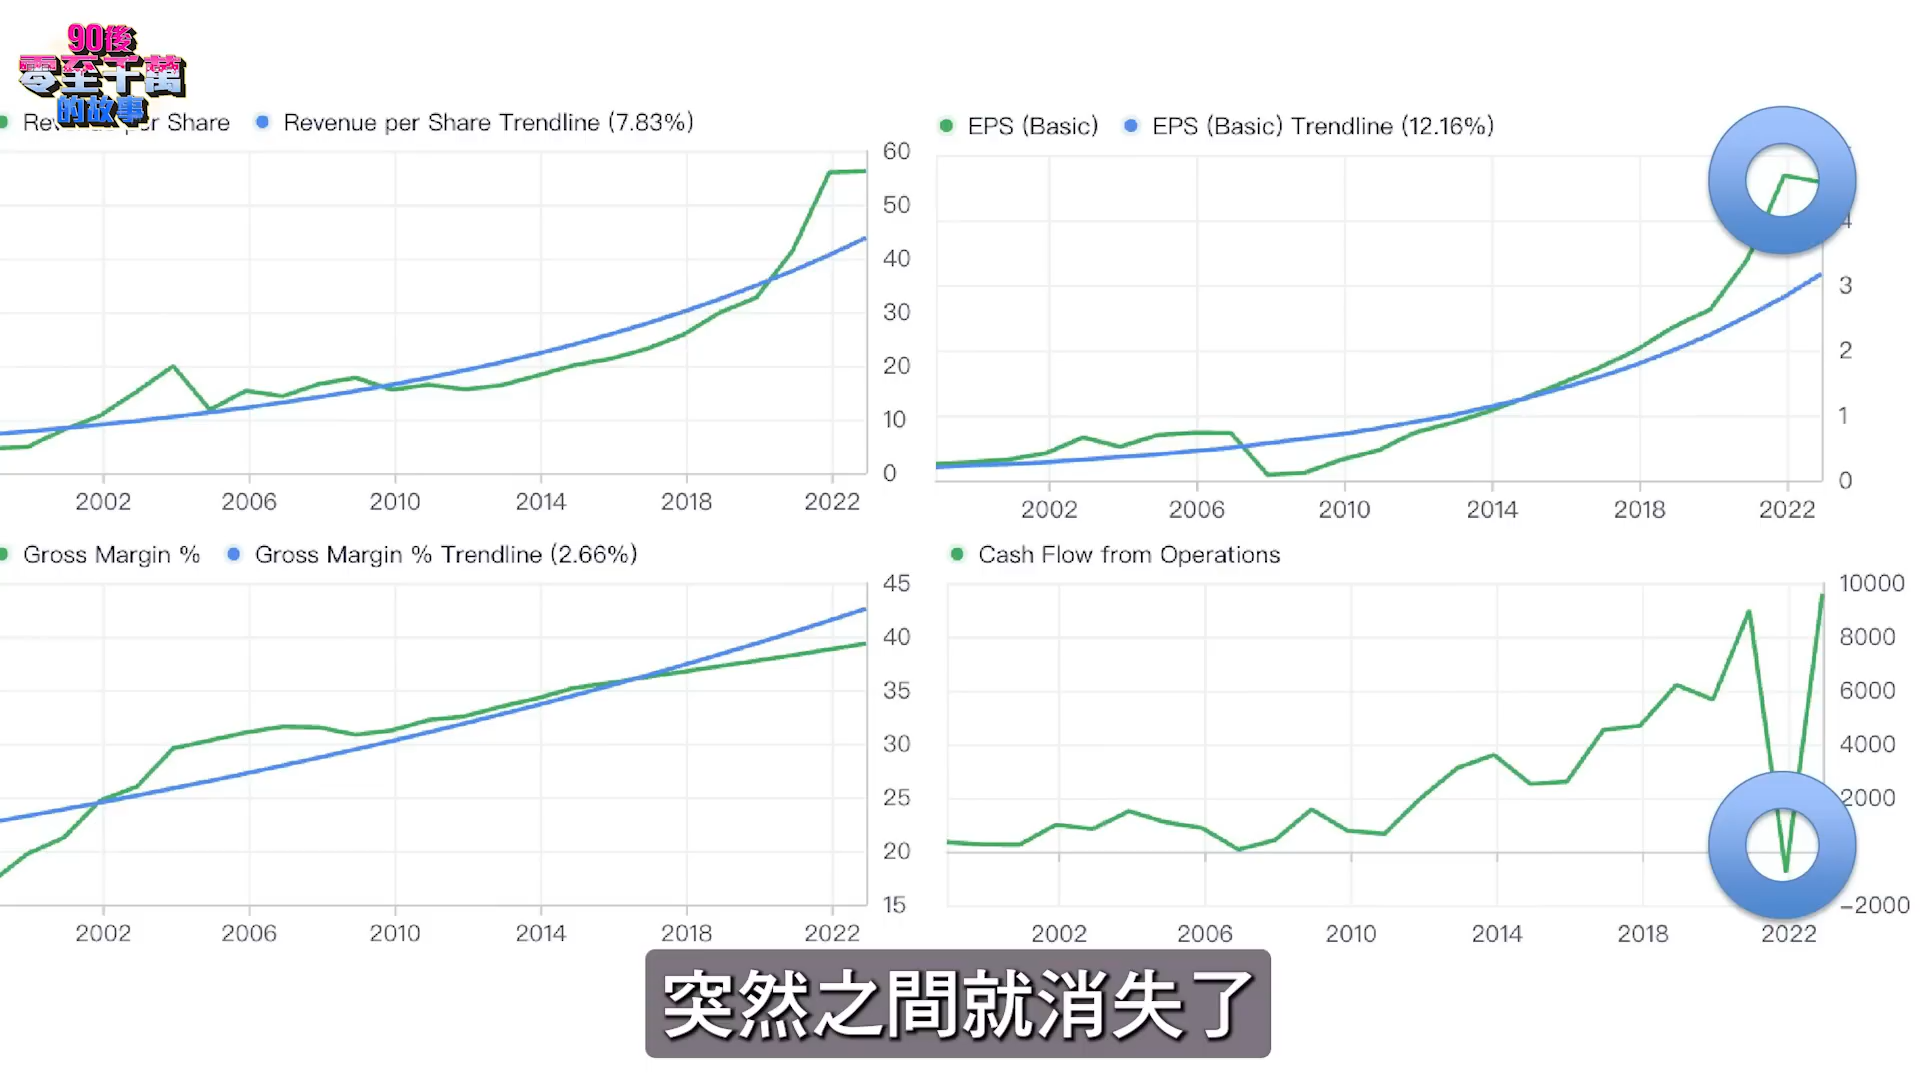 90後
零至千萬
的故事
Revenue per Share
Revenue per Share Trendline (7.83%)
60
50
40
30
20
10
0
2002 2006 2010 2014 2018 2022
EPS (Basic)
EPS (Basic) Trendline (12.16%)
4
3
2
1
0
2002 2006 2010 2014 2018 2022
Gross Margin %
Gross Margin % Trendline (2.66%)
45
40
35
30
25
20
15
2002 2006 2010 2014 2018 2022
Cash Flow from Operations
10000
8000
6000
4000
2000
−2000
2002 2006 2010 2014 2018 2022
突然之間就消失了